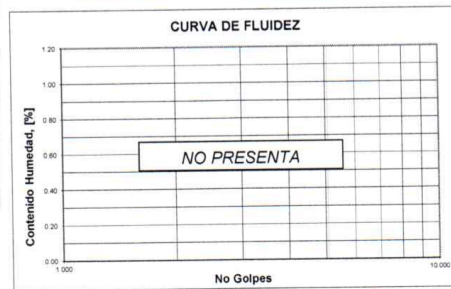 CURVA DE FLUIDEZ
Contenido Humedad, [%]
1.20
1.00
0.80
0.60
0.40
0.20
0.00
NO PRESENTA
1.000
10.000
No Golpes